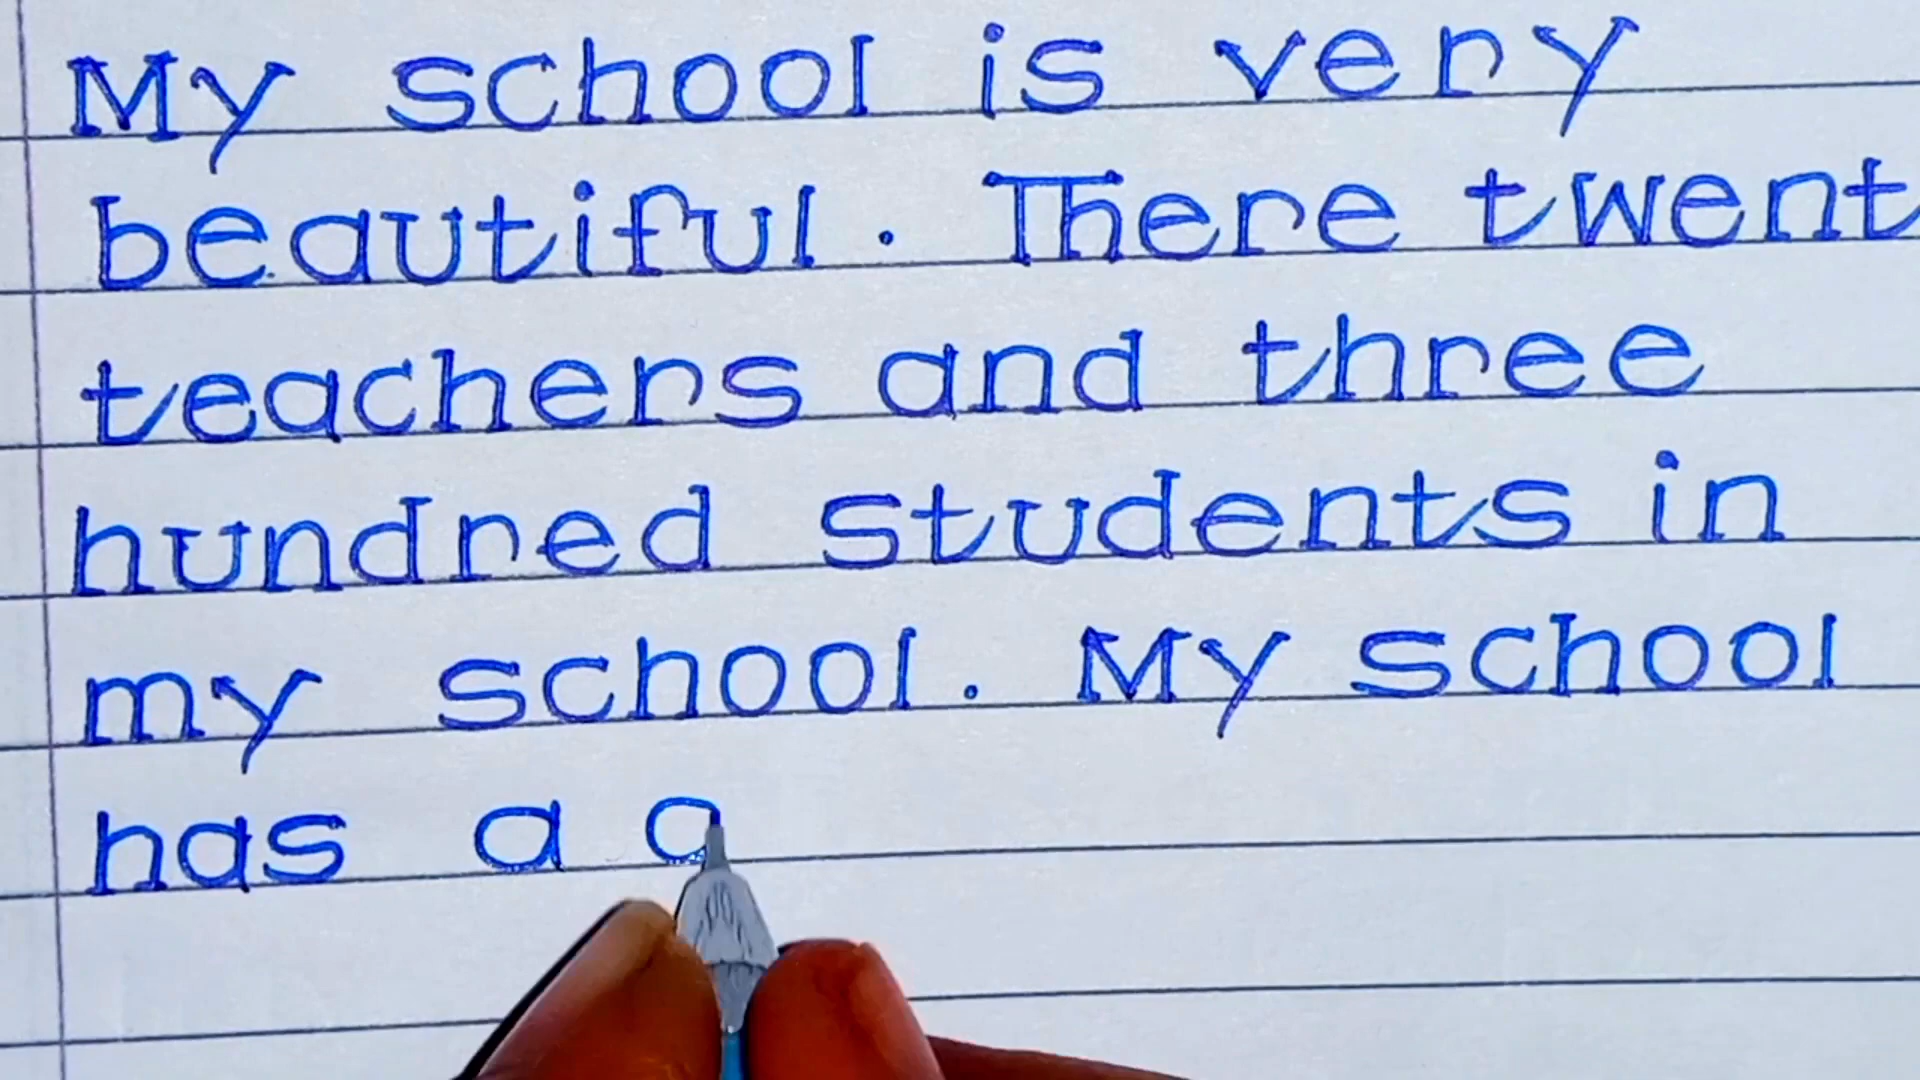 My school is very
beautiful. There twent
teachers and three
hundred students in
my school. My school
has a